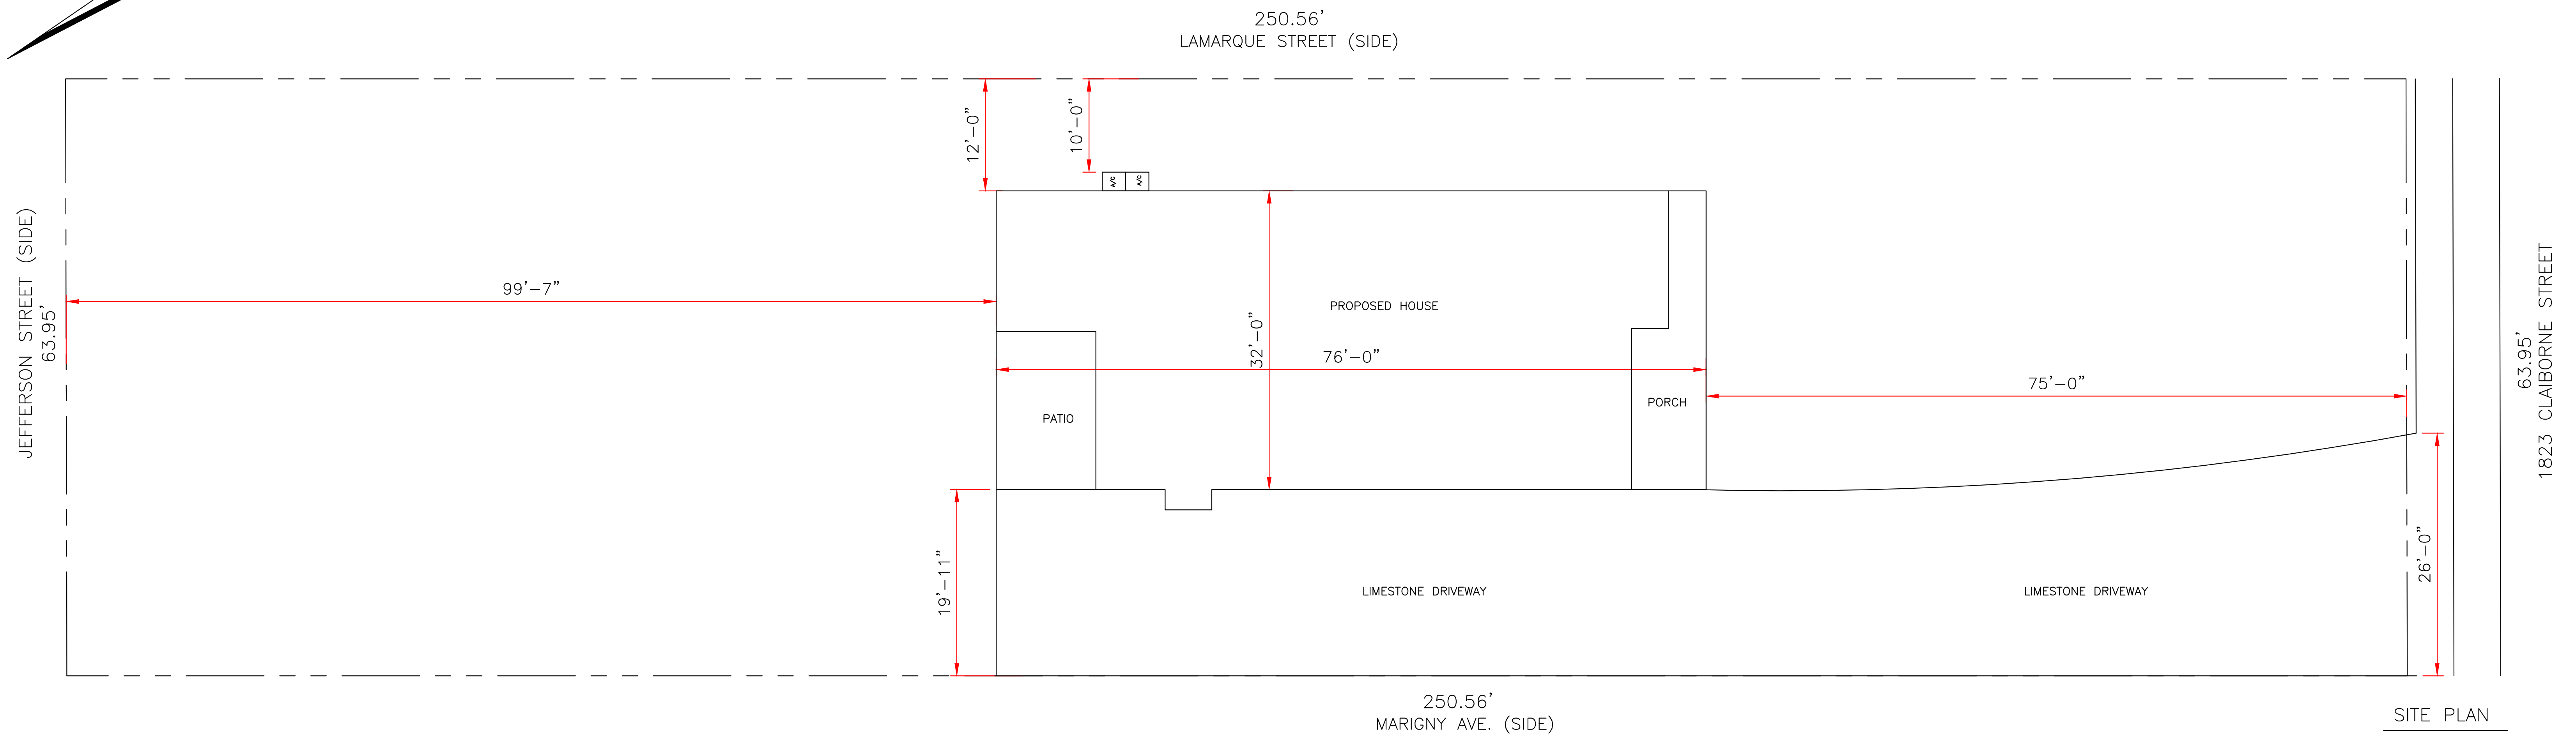 250.56'
LAMARQUE STREET (SIDE)
12'-0"
10'-0"
A/C
A/C
JEFFERSON STREET (SIDE)
63.95'
99'-7"
PROPOSED HOUSE
32'-0"
76'-0"
PATIO
PORCH
75'-0"
63.95'
1823 CLAIBORNE STREET
19'-11"
LIMESTONE DRIVEWAY
LIMESTONE DRIVEWAY
26'-0"
250.56'
MARIGNY AVE. (SIDE)
SITE PLAN